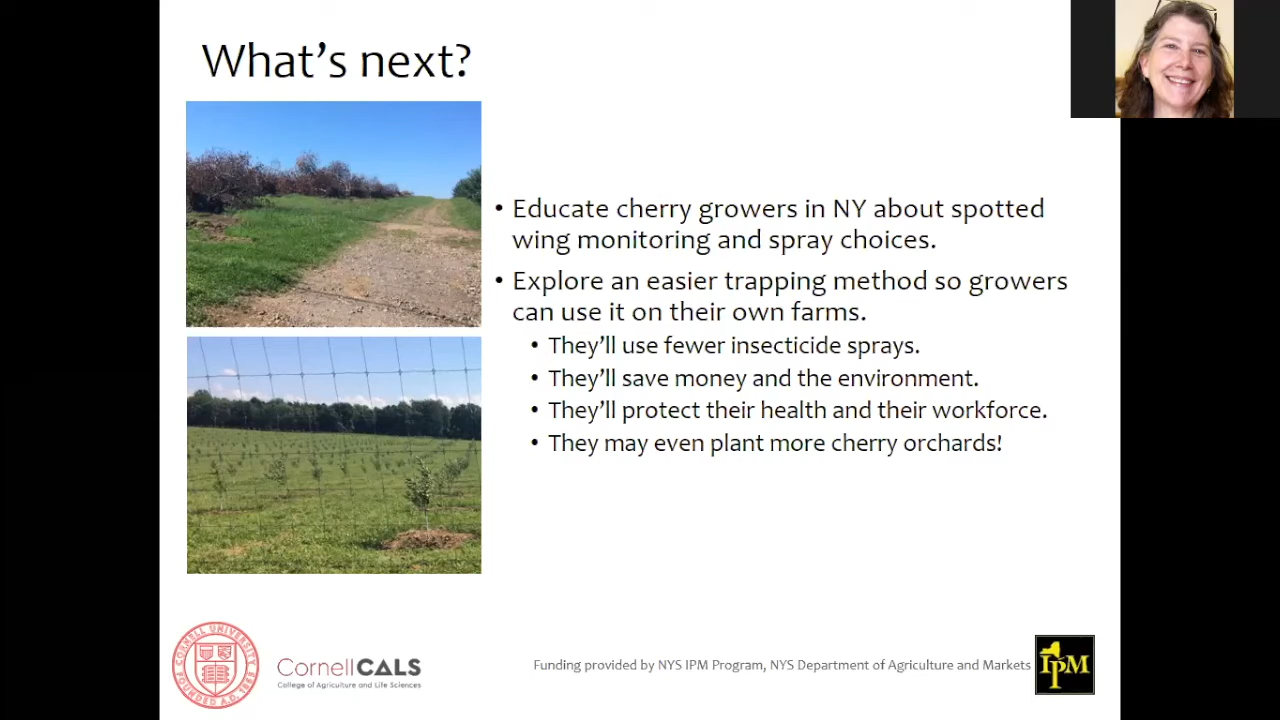 What's next?
• Educate cherry growers in NY about spotted
wing monitoring and spray choices.
• Explore an easier trapping method so growers
can use it on their own farms.
• They'll use fewer insecticide sprays.
• They'll save money and the environment.
• They'll protect their health and their workforce.
• They may even plant more cherry orchards!
CORNELL UNIVERSITY
FOUNDED A.D. 1865
CornellCALS
College of Agriculture and Life Sciences
Funding provided by NYS IPM Program, NYS Department of Agriculture and Markets
IPM